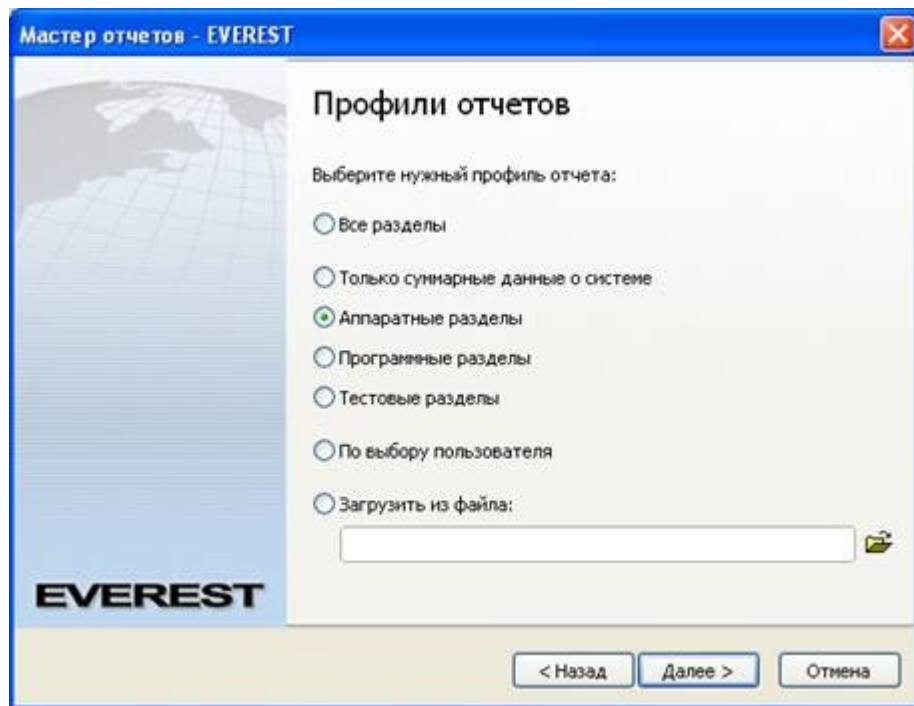 Мастер отчетов - EVEREST
Профили отчетов
Выберите нужный профиль отчета:
Все разделы
Только суммарные данные о системе
Аппаратные разделы
Программные разделы
Тестовые разделы
По выбору пользователя
Загрузить из файла:
EVEREST
< Назад
Далее >
Отмена